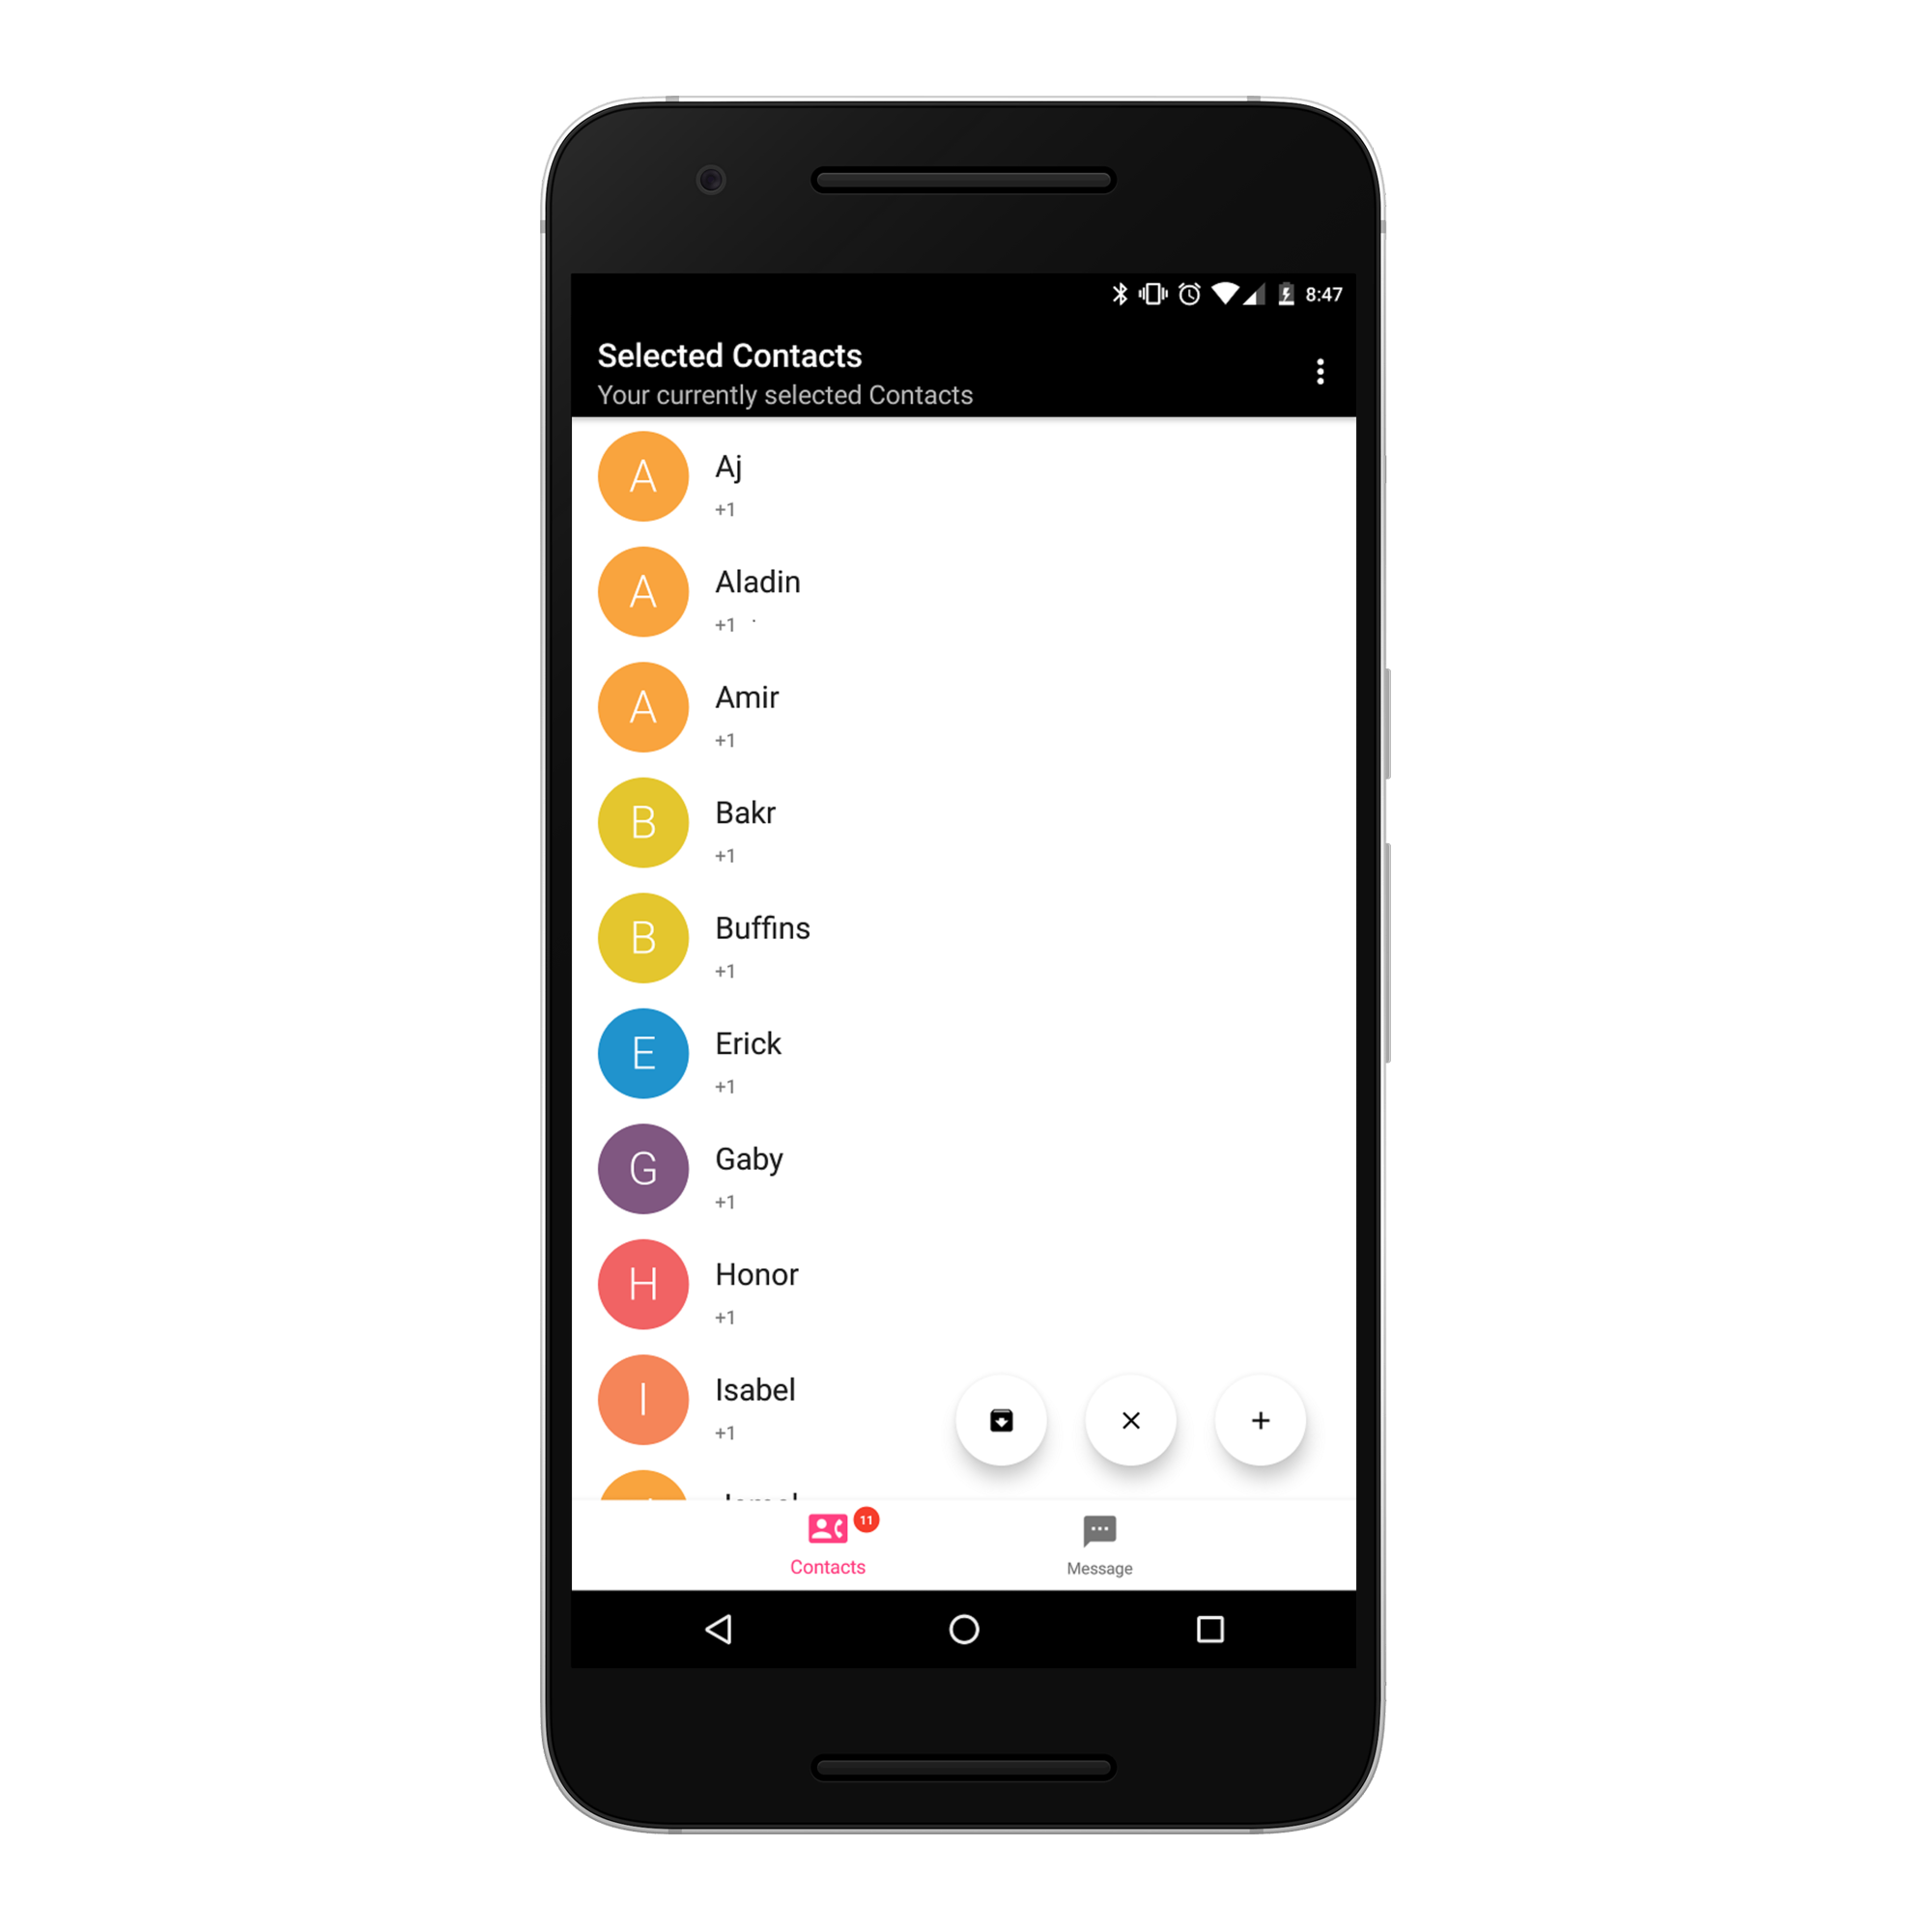 8:47
Selected Contacts
Your currently selected Contacts
A
Aj
+1
A
Aladin
+1
A
Amir
+1
B
Bakr
+1
B
Buffins
+1
E
Erick
+1
G
Gaby
+1
H
Honor
+1
I
Isabel
+1
11
Contacts
Message